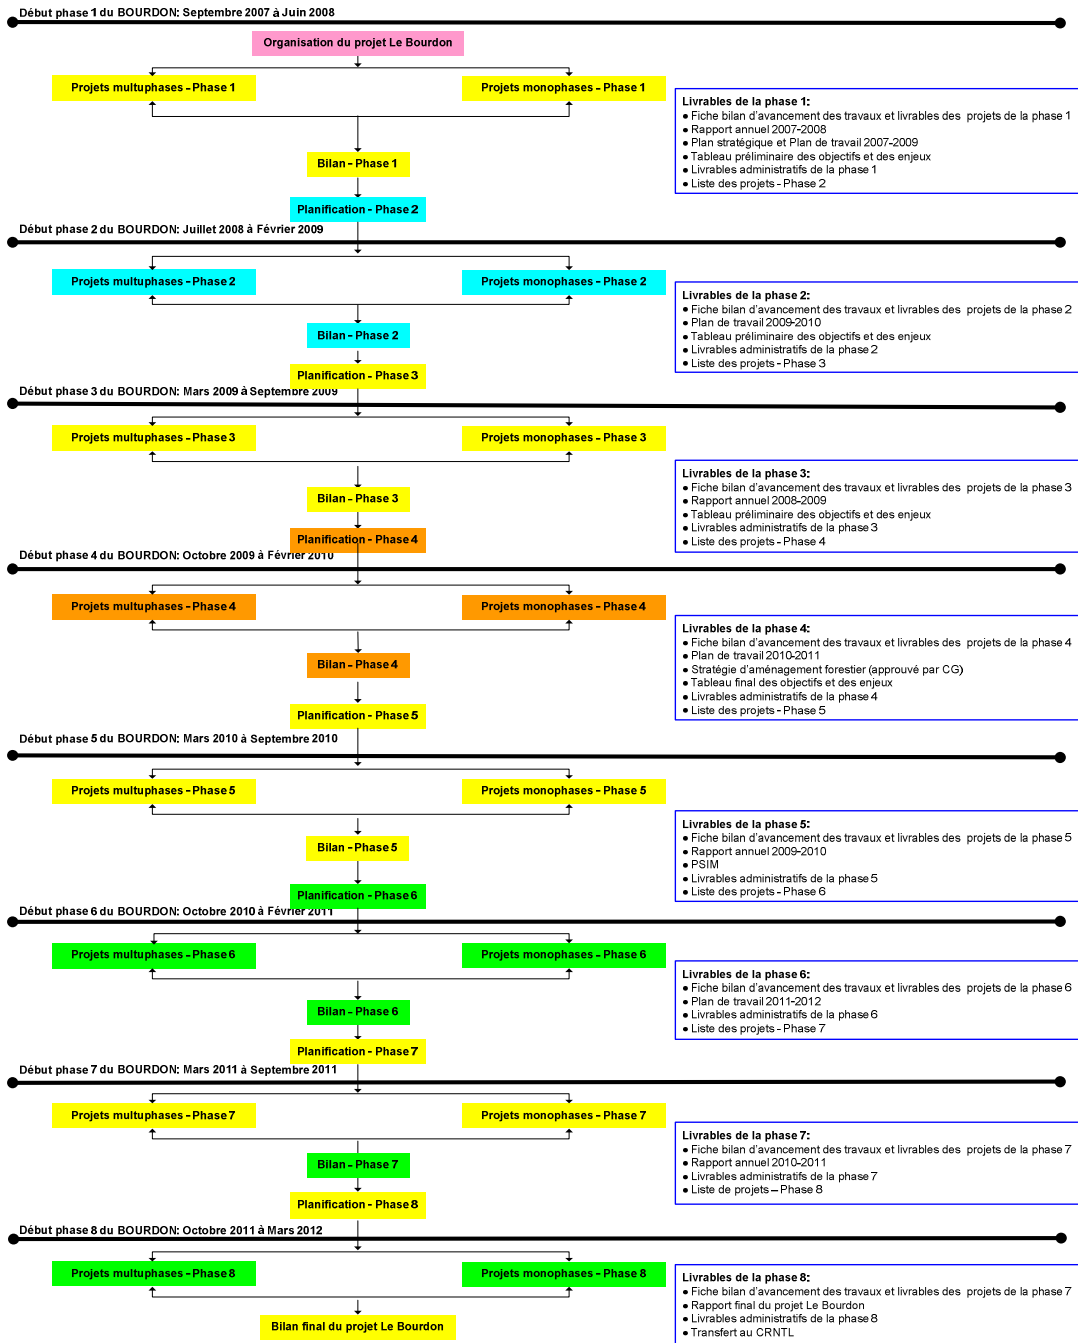 Début phase 1 du BOURDON: Septembre 2007 à Juin 2008
Organisation du projet Le Bourdon
Projets multuphases - Phase 1
Projets monophases - Phase 1
Livrables de la phase 1:
● Fiche bilan d'avancement des travaux et livrables des projets de la phase 1
● Rapport annuel 2007-2008
● Plan stratégique et Plan de travail 2007-2009
● Tableau préliminaire des objectifs et des enjeux
● Livrables administratifs de la phase 1
● Liste des projets - Phase 2
Bilan - Phase 1
Planification - Phase 2
Début phase 2 du BOURDON: Juillet 2008 à Février 2009
Projets multuphases - Phase 2
Projets monophases - Phase 2
Livrables de la phase 2:
● Fiche bilan d'avancement des travaux et livrables des projets de la phase 2
● Plan de travail 2009-2010
● Tableau préliminaire des objectifs et des enjeux
● Livrables administratifs de la phase 2
● Liste des projets - Phase 3
Bilan - Phase 2
Planification - Phase 3
Début phase 3 du BOURDON: Mars 2009 à Septembre 2009
Projets multuphases - Phase 3
Projets monophases - Phase 3
Livrables de la phase 3:
● Fiche bilan d'avancement des travaux et livrables des projets de la phase 3
● Rapport annuel 2008-2009
● Tableau préliminaire des objectifs et des enjeux
● Livrables administratifs de la phase 3
● Liste des projets - Phase 4
Bilan - Phase 3
Planification - Phase 4
Début phase 4 du BOURDON: Octobre 2009 à Février 2010
Projets multuphases - Phase 4
Projets monophases - Phase 4
Livrables de la phase 4:
● Fiche bilan d'avancement des travaux et livrables des projets de la phase 4
● Plan de travail 2010-2011
● Stratégie d'aménagement forestier (approuvé par CG)
● Tableau final des objectifs et des enjeux
● Livrables administratifs de la phase 4
● Liste des projets - Phase 5
Bilan - Phase 4
Planification - Phase 5
Début phase 5 du BOURDON: Mars 2010 à Septembre 2010
Projets multuphases - Phase 5
Projets monophases - Phase 5
Livrables de la phase 5:
● Fiche bilan d'avancement des travaux et livrables des projets de la phase 5
● Rapport annuel 2009-2010
● PSIM
● Livrables administratifs de la phase 5
● Liste des projets - Phase 6
Bilan - Phase 5
Planification - Phase 6
Début phase 6 du BOURDON: Octobre 2010 à Février 2011
Projets multuphases - Phase 6
Projets monophases - Phase 6
Livrables de la phase 6:
● Fiche bilan d'avancement des travaux et livrables des projets de la phase 6
● Plan de travail 2011-2012
● Livrables administratifs de la phase 6
● Liste des projets - Phase 7
Bilan - Phase 6
Planification - Phase 7
Début phase 7 du BOURDON: Mars 2011 à Septembre 2011
Projets multuphases - Phase 7
Projets monophases - Phase 7
Livrables de la phase 7:
● Fiche bilan d'avancement des travaux et livrables des projets de la phase 7
● Rapport annuel 2010-2011
● Livrables administratifs de la phase 7
● Liste de projets – Phase 8
Bilan - Phase 7
Planification - Phase 8
Début phase 8 du BOURDON: Octobre 2011 à Mars 2012
Projets multuphases - Phase 8
Projets monophases - Phase 8
Livrables de la phase 8:
● Fiche bilan d'avancement des travaux et livrables des projets de la phase 7
● Rapport final du projet Le Bourdon
● Livrables administratifs de la phase 8
● Transfert au CRNTL
Bilan final du projet Le Bourdon